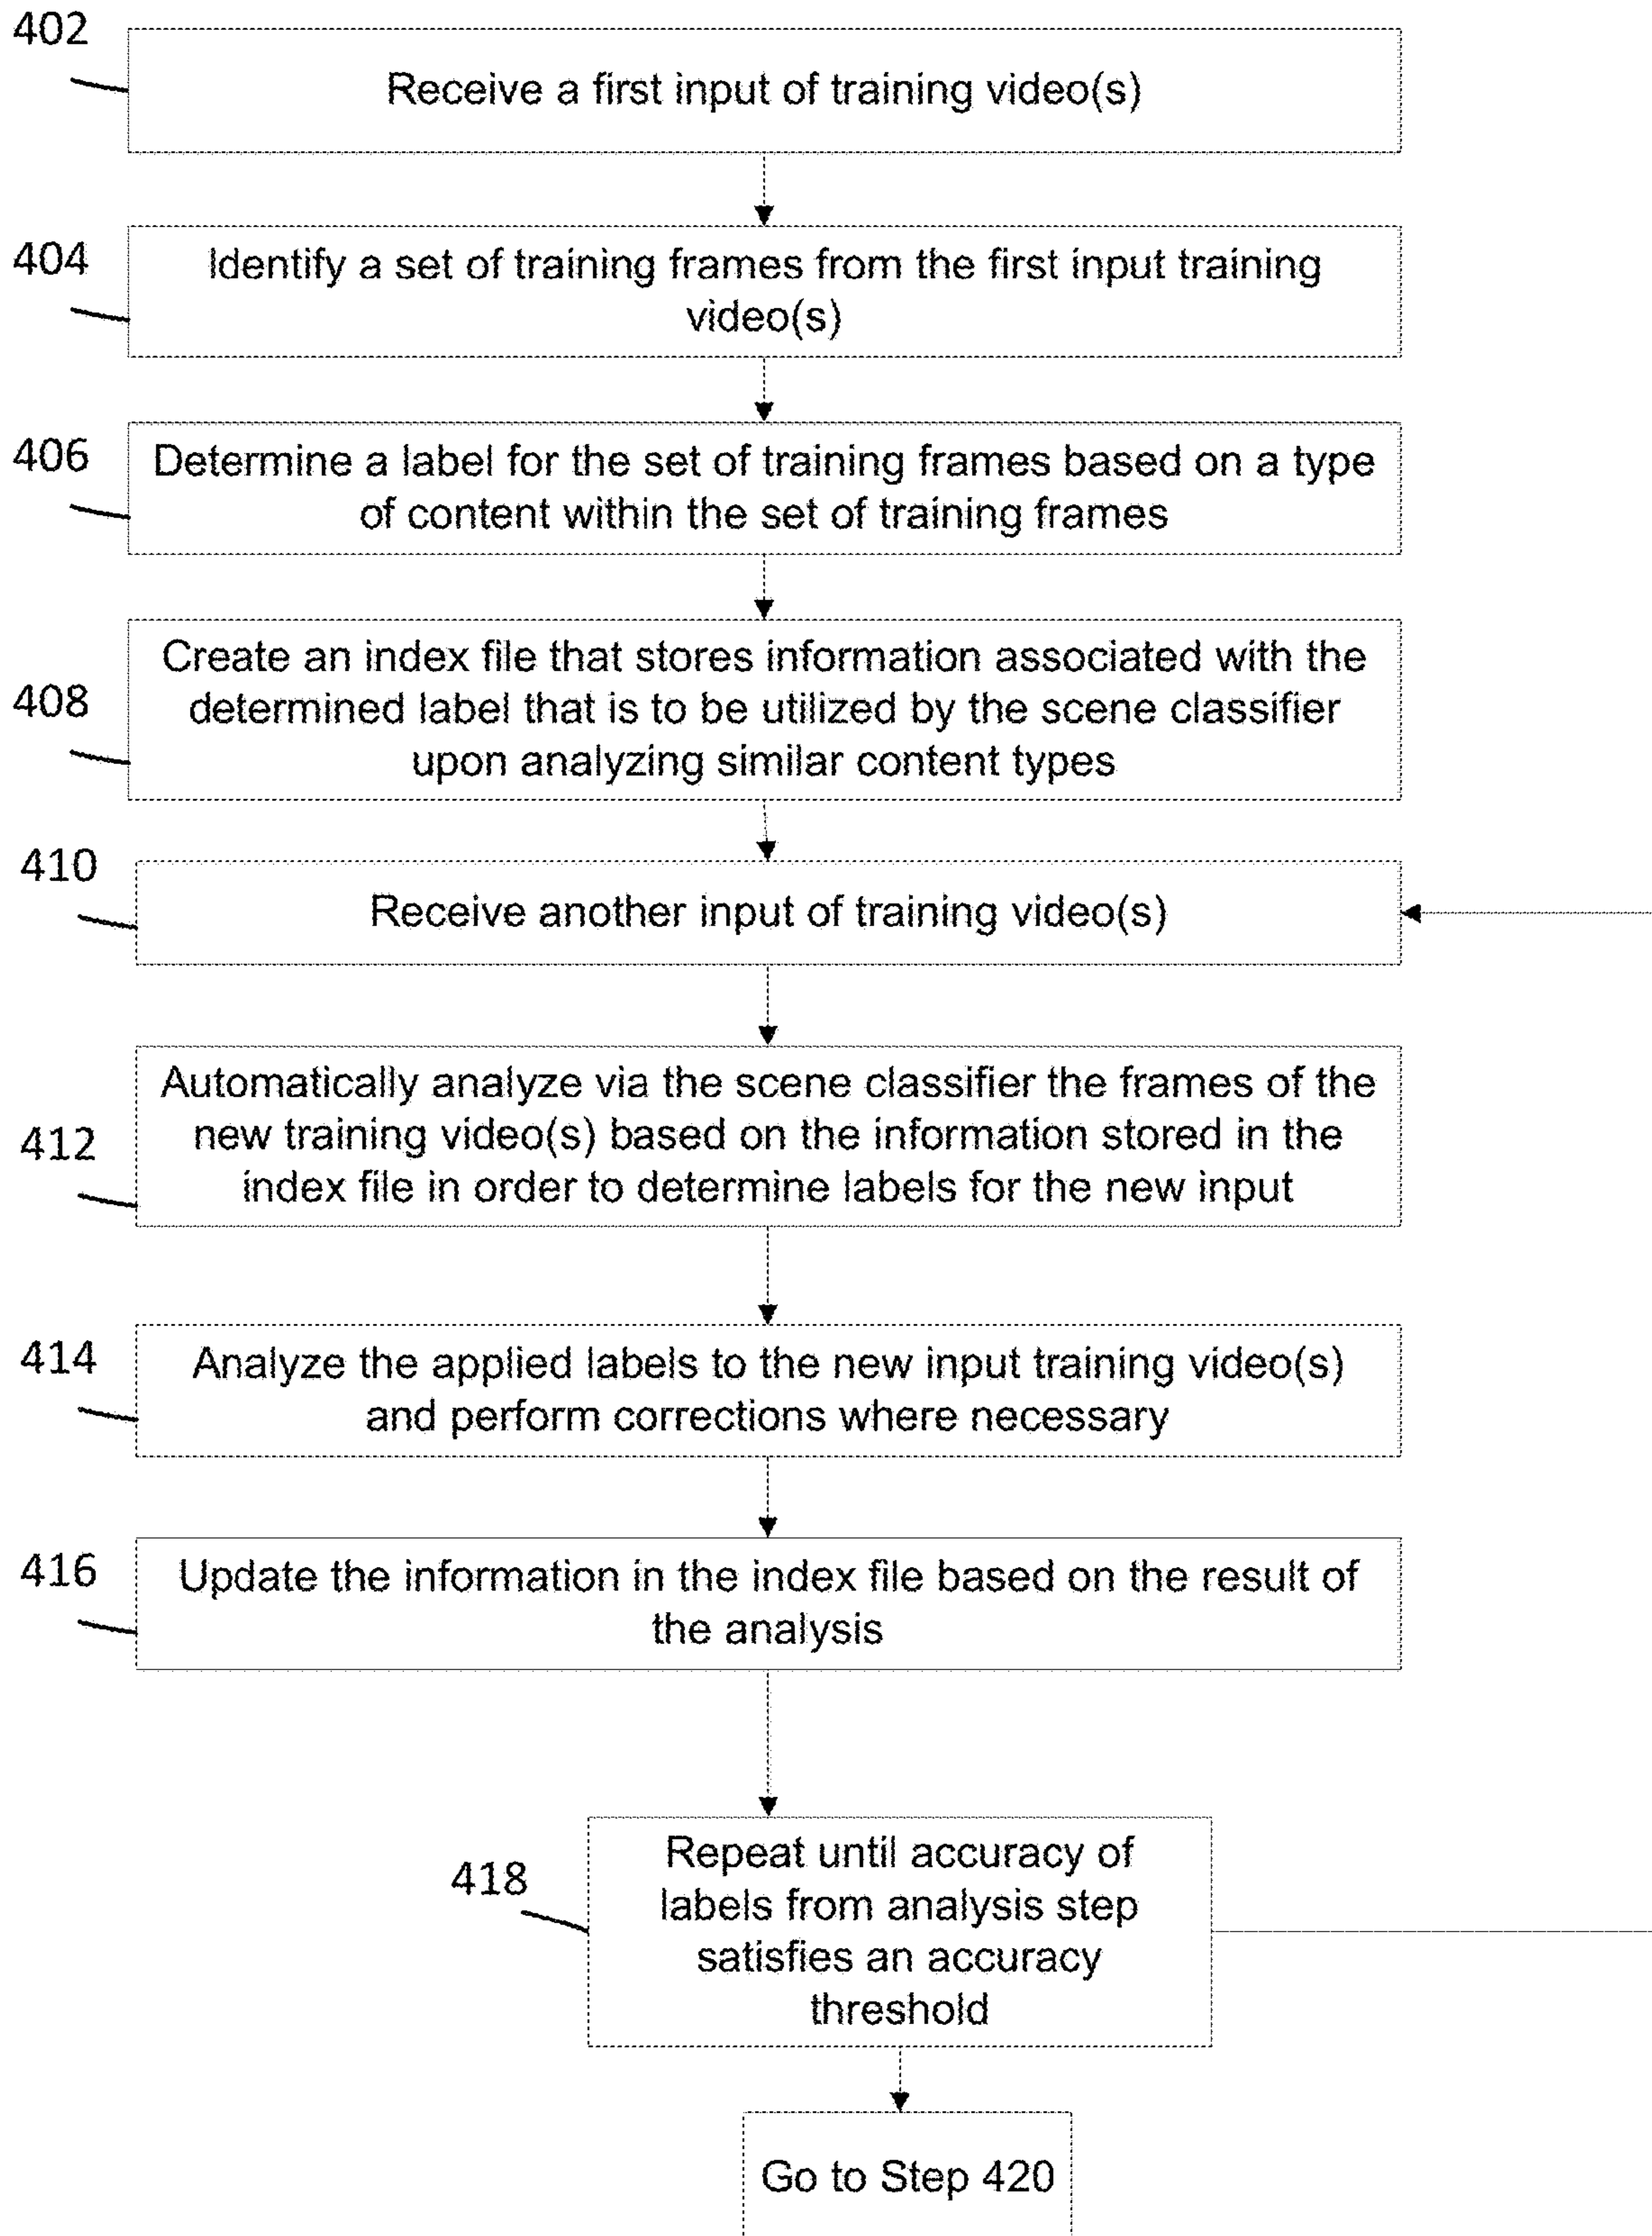 402
Receive a first input of training video(s)
404
Identify a set of training frames from the first input training
video(s)
406
Determine a label for the set of training frames based on a type
of content within the set of training frames
408
Create an index file that stores information associated with the
determined label that is to be utilized by the scene classifier
upon analyzing similar content types
410
Receive another input of training video(s)
412
Automatically analyze via the scene classifier the frames of the
new training video(s) based on the information stored in the
index file in order to determine labels for the new input
414
Analyze the applied labels to the new input training video(s)
and perform corrections where necessary
416
Update the information in the index file based on the result of
the analysis
418
Repeat until accuracy of
labels from analysis step
satisfies an accuracy
threshold
Go to Step 420